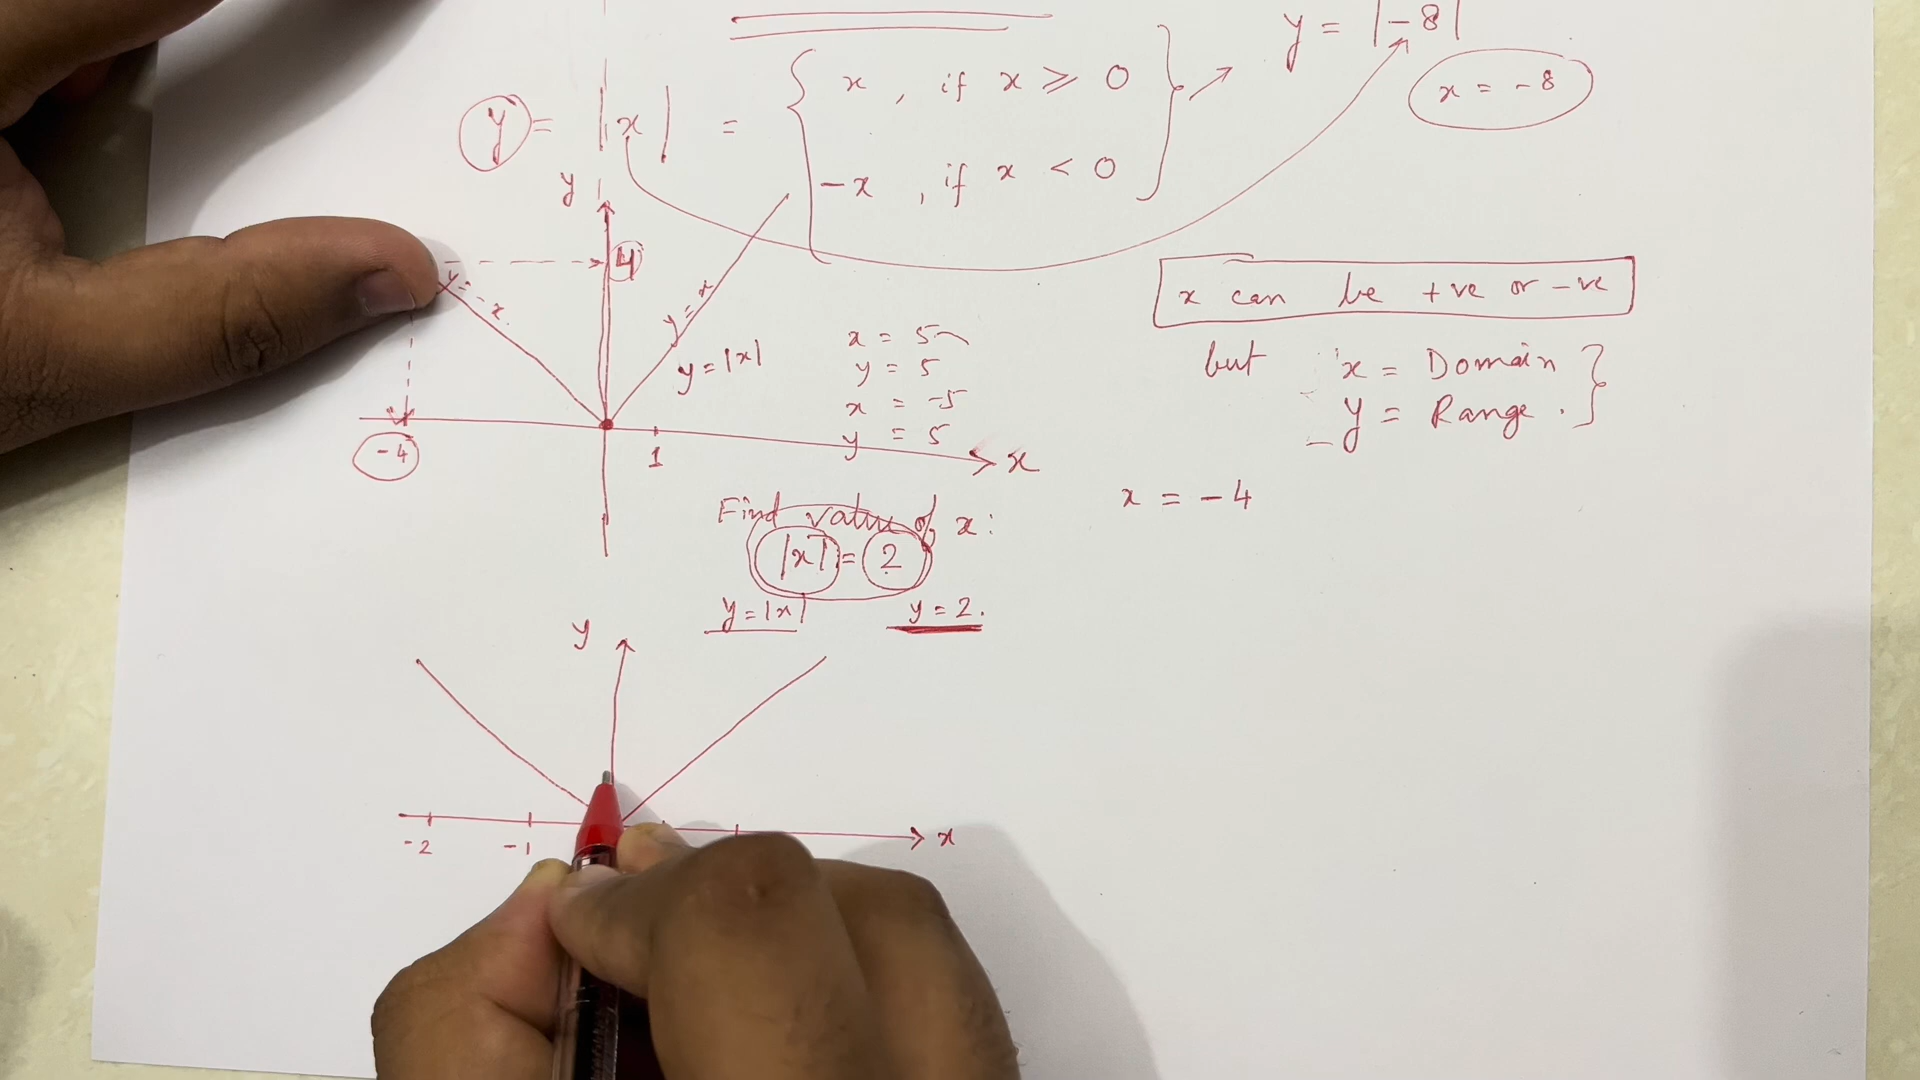 y = |-8|
x = -8
y = |x| = { x , if x ⩾ 0
-x , if x < 0
y
4
y = -x
y = x
y = |x|
x = 5
y = 5
x = -5
y = 5
-4
1
x
x can be +ve or -ve
but x = Domain
y = Range .
x = -4
Find value of x:
|x| = 2
y = |x| y = 2.
y
-2 -1
x